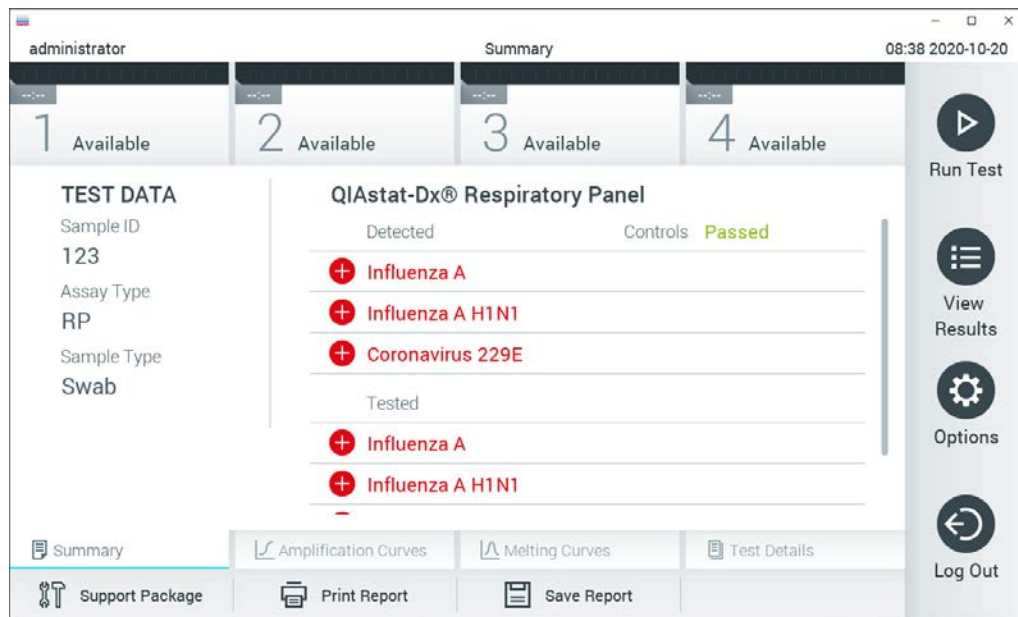 administrator Summary 08:38 2020-10-20
--:-- --:-- --:-- --:--
1 Available 2 Available 3 Available 4 Available
Run Test
TEST DATA
Sample ID
123
Assay Type
RP
Sample Type
Swab
QIAstat-Dx® Respiratory Panel
Detected Controls Passed
Influenza A
Influenza A H1N1
Coronavirus 229E
Tested
Influenza A
Influenza A H1N1
View
Results
Options
Log Out
Summary Amplification Curves Melting Curves Test Details
Support Package Print Report Save Report